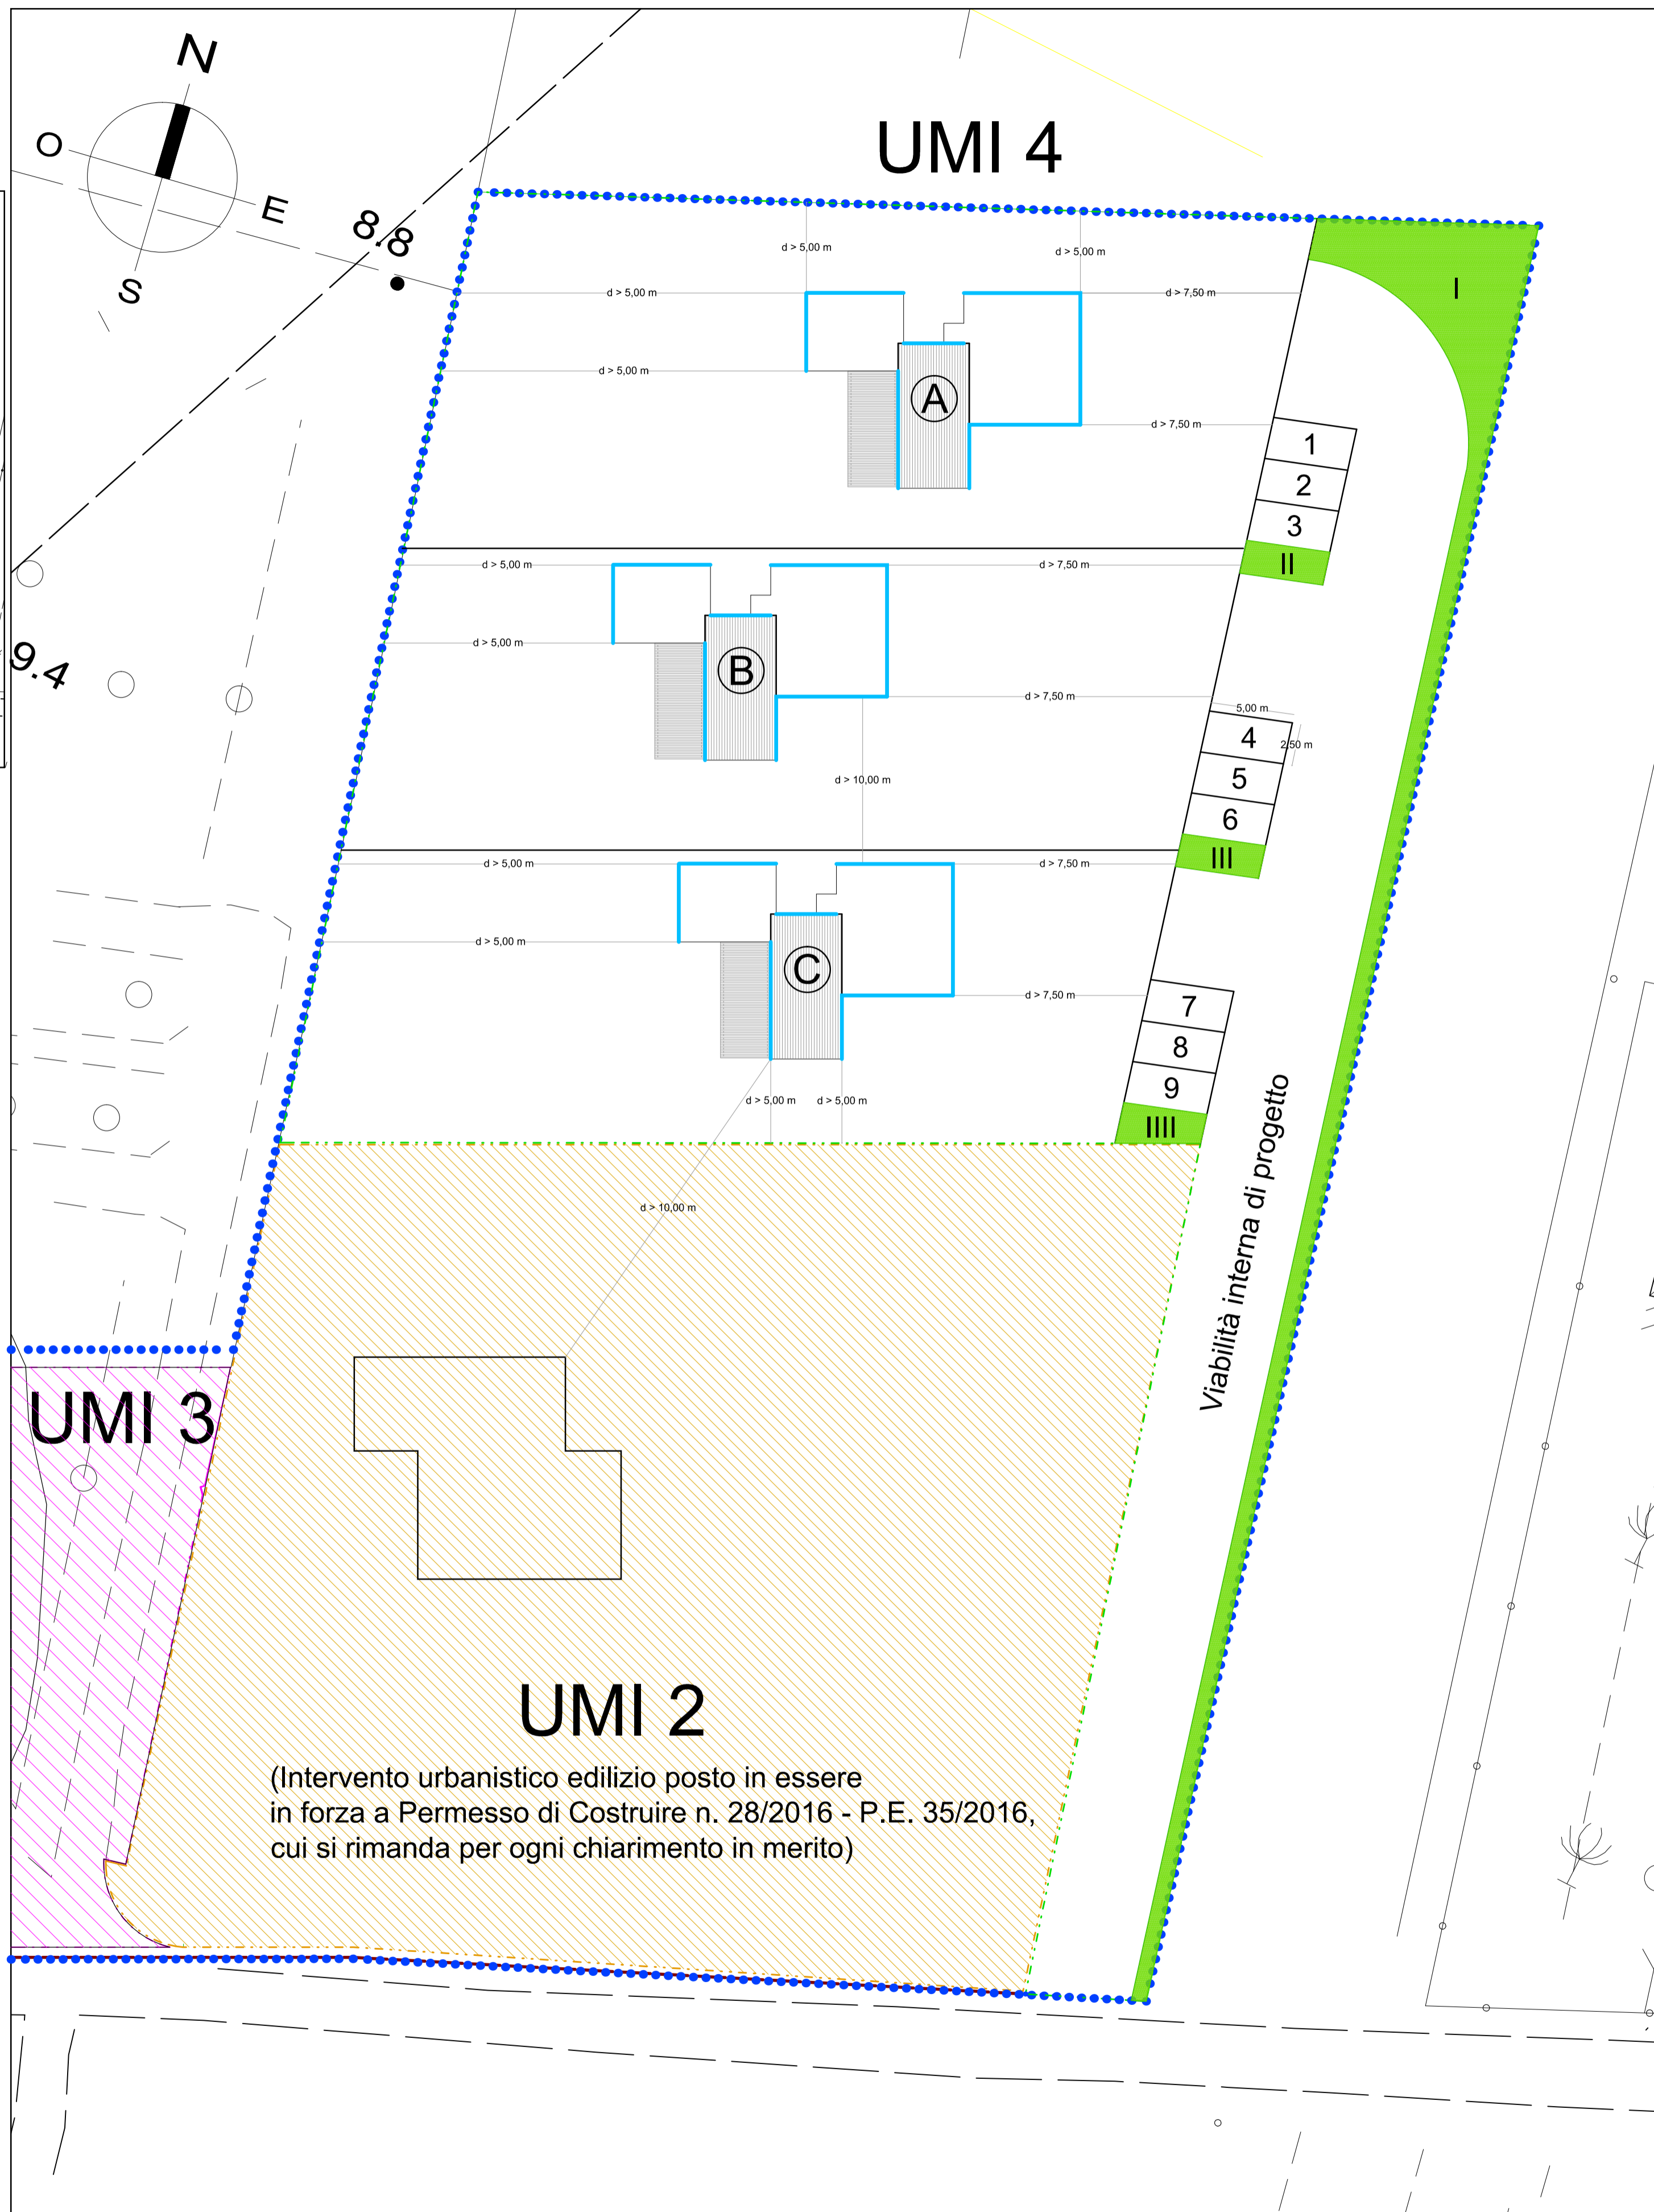 N
O
E
S
8.8
UMI 4
d > 5,00 m
d > 5,00 m
d > 5,00 m
d > 7,50 m
I
d > 5,00 m
A
d > 7,50 m
1
2
3
II
d > 5,00 m
d > 7,50 m
9.4
d > 5,00 m
B
d > 7,50 m
5,00 m
4
2,50 m
5
6
III
d > 10,00 m
d > 5,00 m
d > 7,50 m
d > 5,00 m
C
d > 7,50 m
7
8
9
IIII
d > 5,00 m
d > 5,00 m
d > 10,00 m
Viabilità interna di progetto
UMI 3
UMI 2
(Intervento urbanistico edilizio posto in essere
in forza a Permesso di Costruire n. 28/2016 - P.E. 35/2016,
cui si rimanda per ogni chiarimento in merito)